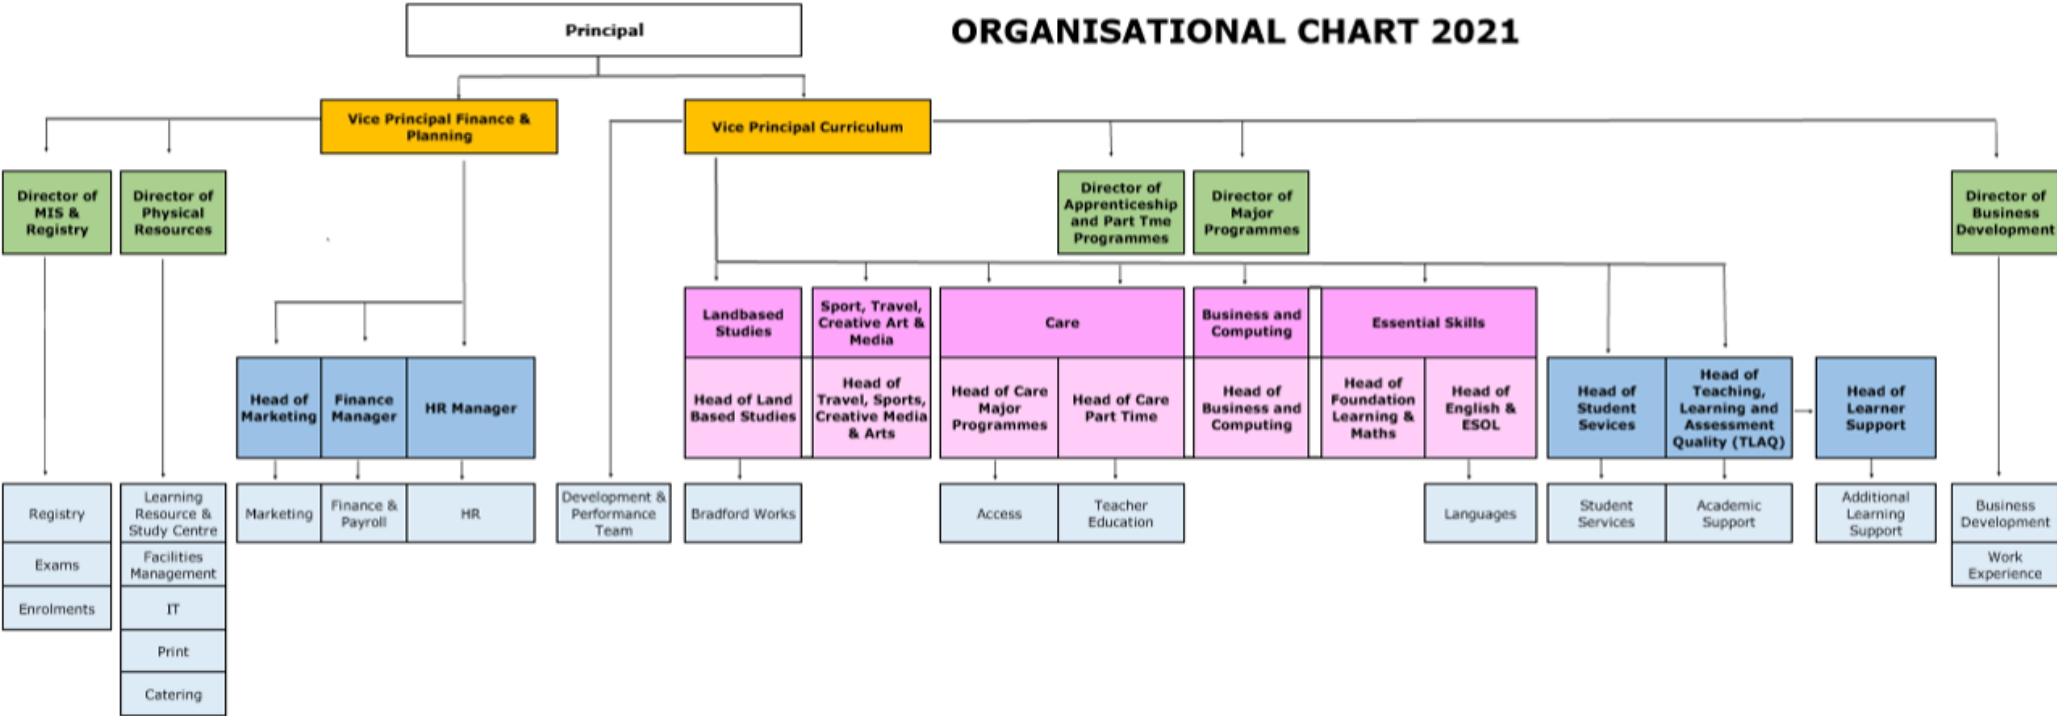 Principal
ORGANISATIONAL CHART 2021
Vice Principal Finance &
Planning
Vice Principal Curriculum
Director of
MIS &
Registry
Director of
Physical
Resources
Director of
Apprenticeship
and Part Tme
Programmes
Director of
Major
Programmes
Director of
Business
Development
Landbased
Studies
Sport, Travel,
Creative Art &
Media
Care
Business and
Computing
Essential Skills
Head of
Marketing
Finance
Manager
HR Manager
Head of Land
Based Studies
Head of
Travel, Sports,
Creative Media
& Arts
Head of Care
Major
Programmes
Head of Care
Part Time
Head of
Business and
Computing
Head of
Foundation
Learning &
Maths
Head of
English &
ESOL
Head of
Student
Sevices
Head of
Teaching,
Learning and
Assessment
Quality (TLAQ)
Head of
Learner
Support
Registry
Exams
Enrolments
Learning
Resource &
Study Centre
Facilities
Management
IT
Print
Catering
Marketing
Finance &
Payroll
HR
Development &
Performance
Team
Bradford Works
Access
Teacher
Education
Languages
Student
Services
Academic
Support
Additional
Learning
Support
Business
Development
Work
Experience